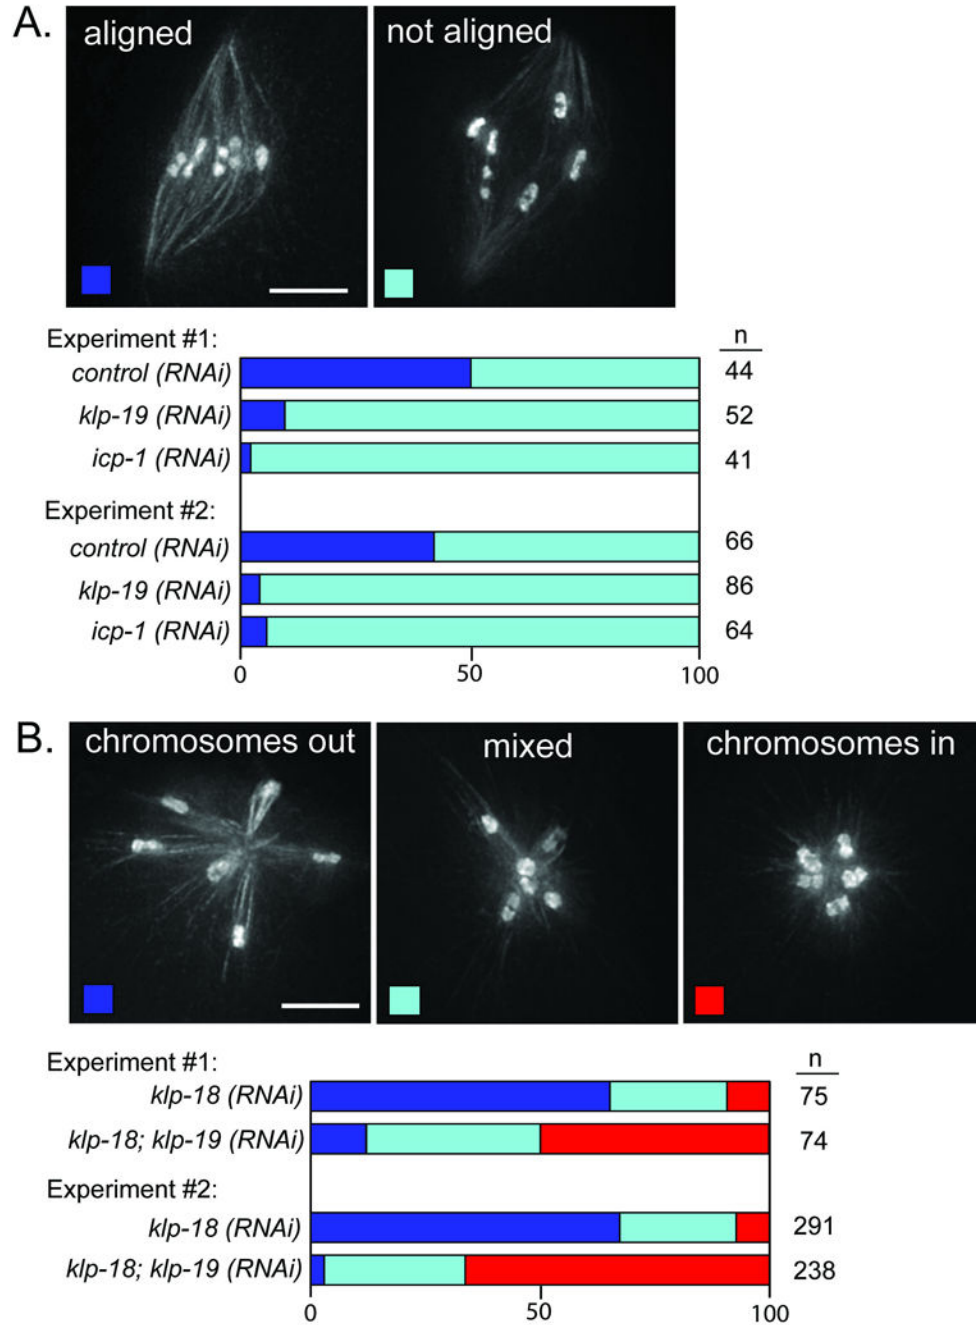 A.
aligned
not aligned
Experiment #1:
n
control (RNAi)
44
klp-19 (RNAi)
52
icp-1 (RNAi)
41
Experiment #2:
control (RNAi)
66
klp-19 (RNAi)
86
icp-1 (RNAi)
64
0 50 100
B.
chromosomes out
mixed
chromosomes in
Experiment #1:
n
klp-18 (RNAi)
75
klp-18; klp-19 (RNAi)
74
Experiment #2:
klp-18 (RNAi)
291
klp-18; klp-19 (RNAi)
238
0 50 100